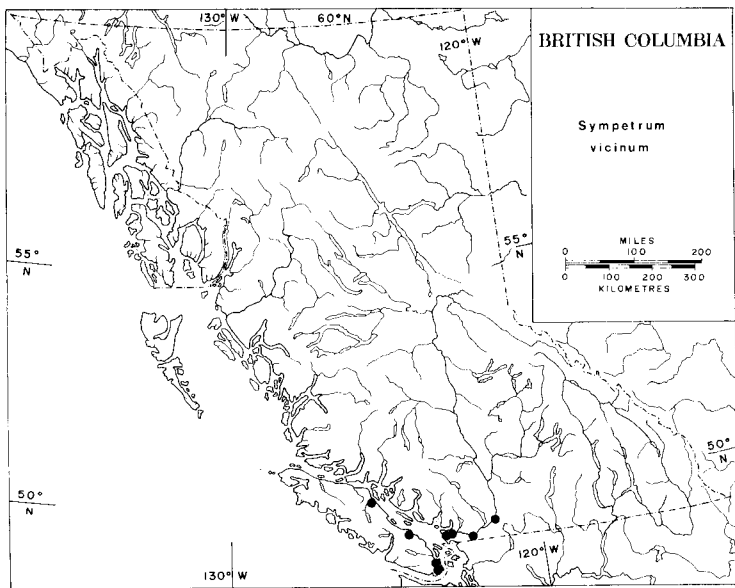 130° W
60° N
120° W
BRITISH COLUMBIA
Sympetrum
vicinum
55°
N
55°
N
MILES
0 100 200
0 100 200 300
KILOMETRES
50°
N
50°
N
130° W
120° W